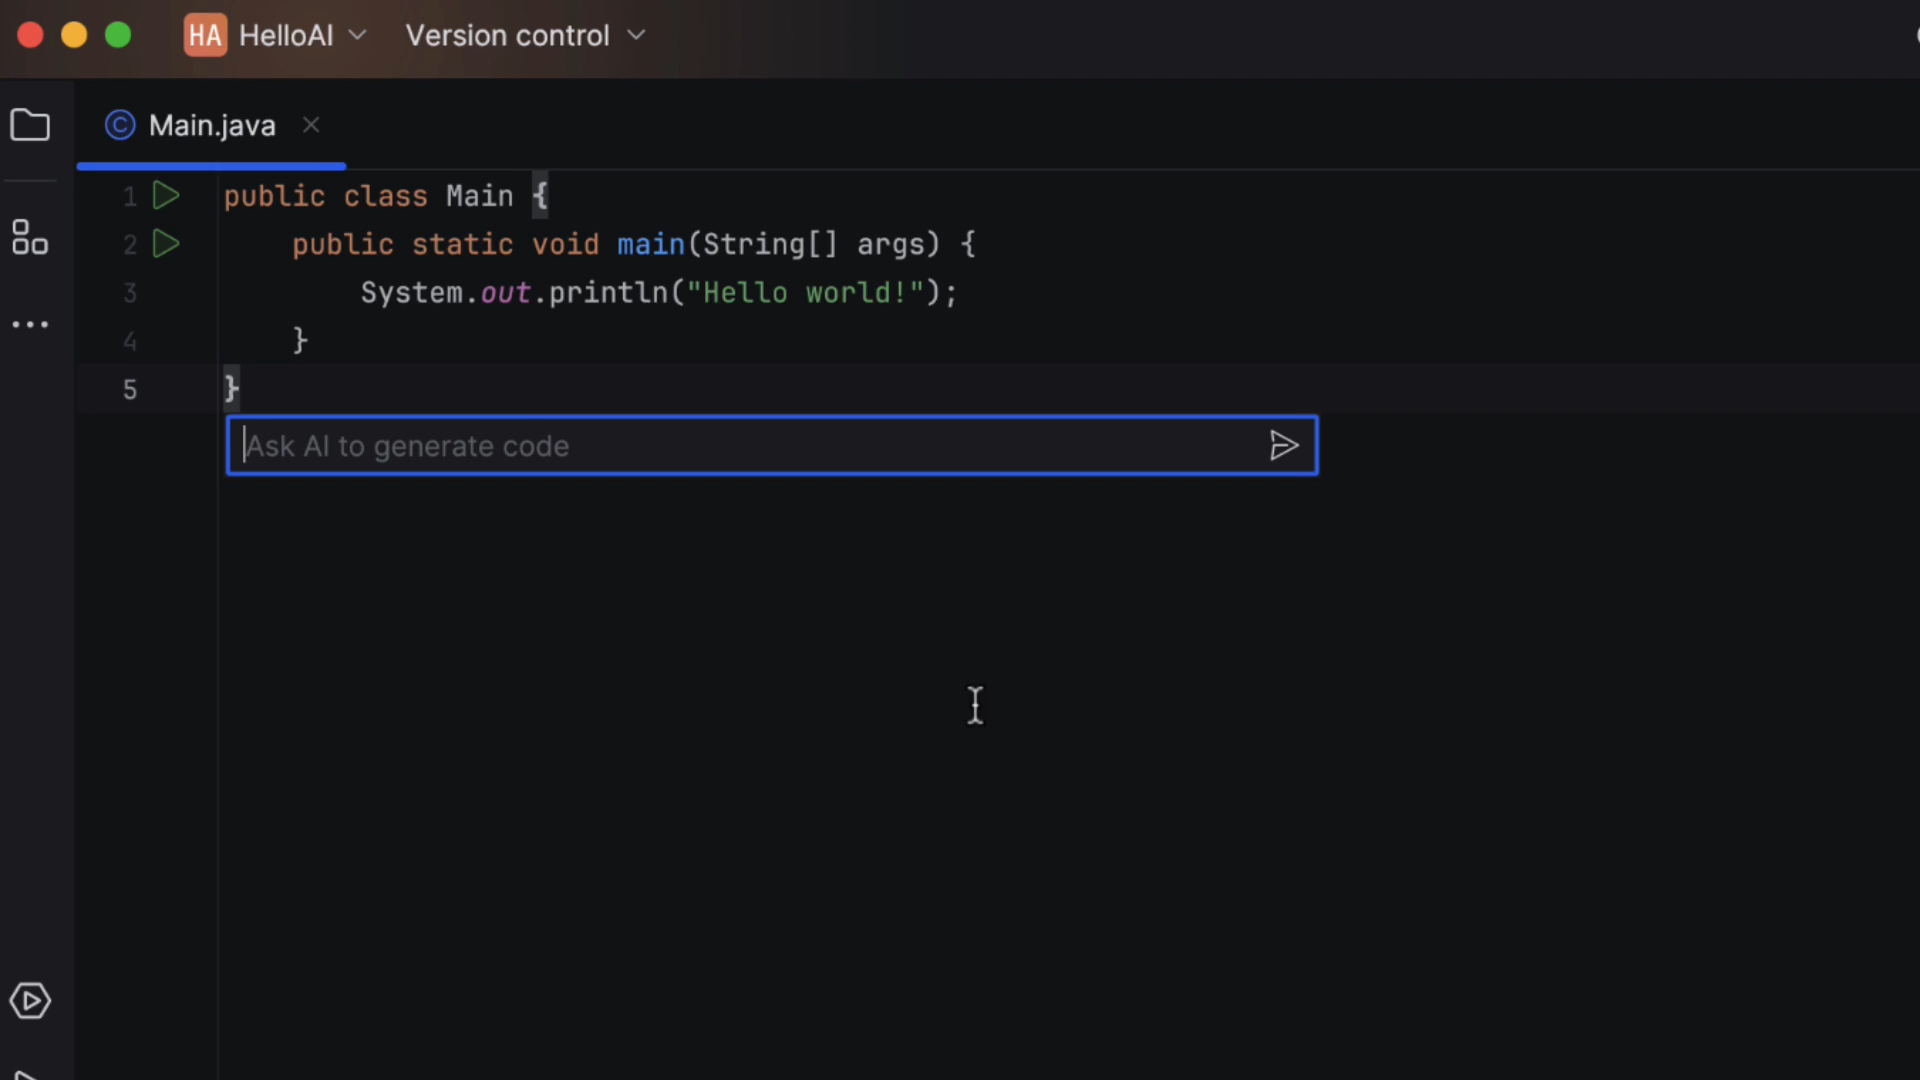 HA HelloAI Version control
Main.java
1 public class Main {
2 public static void main(String[] args) {
3 System.out.println("Hello world!");
4 }
5 }
Ask AI to generate code